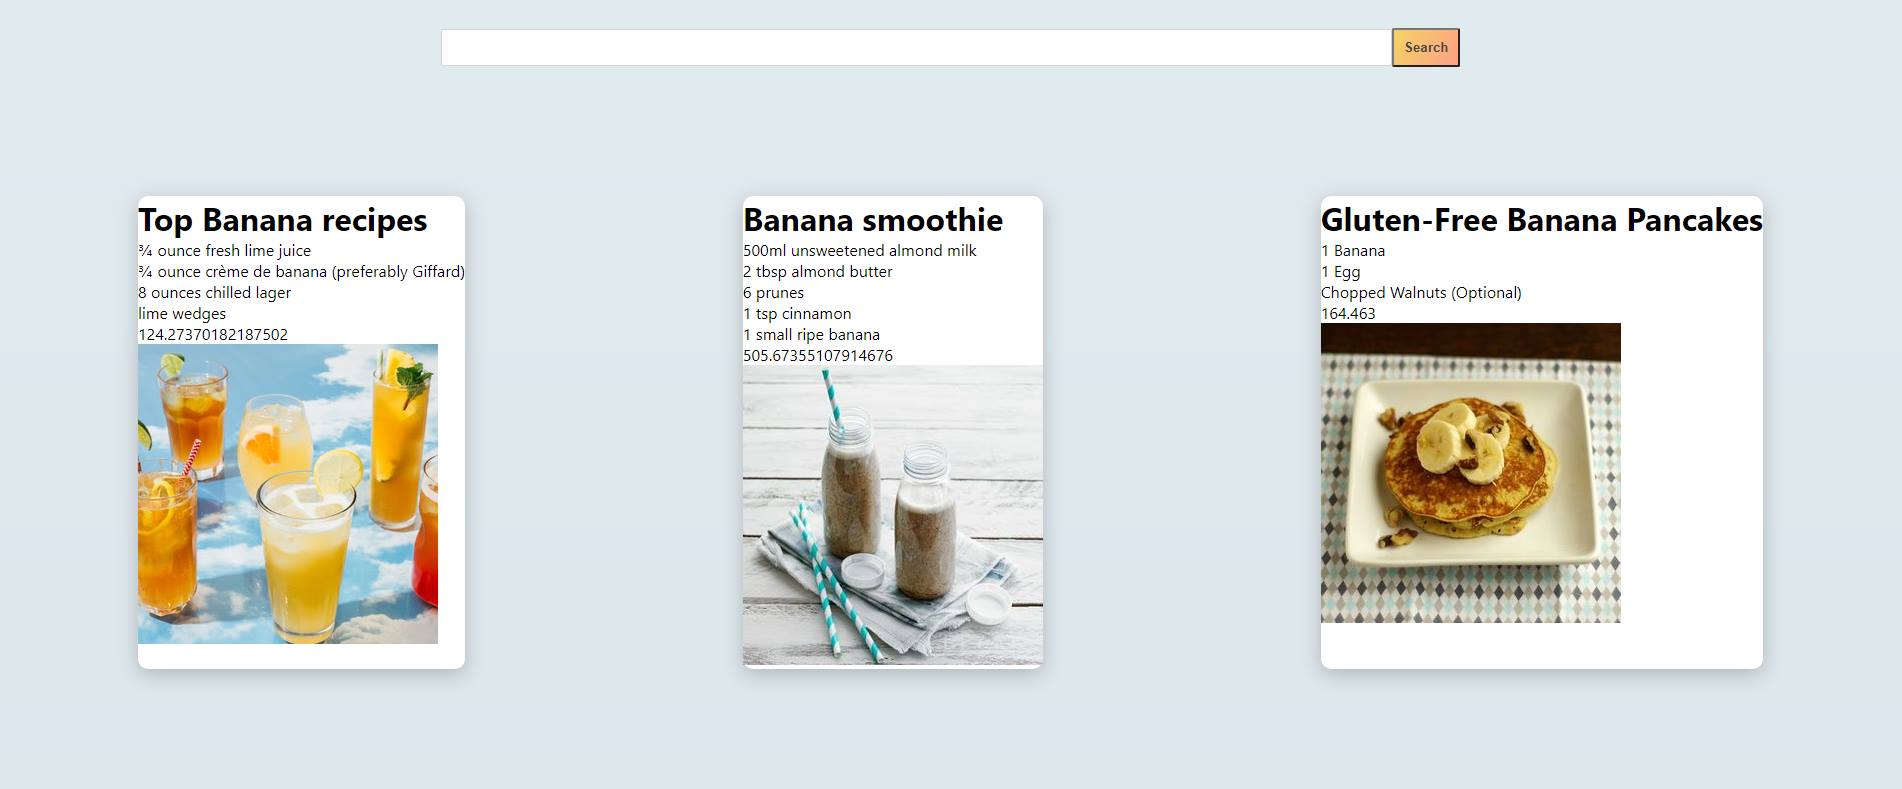 Search
Top Banana recipes
¾ ounce fresh lime juice
¾ ounce crème de banana (preferably Giffard)
8 ounces chilled lager
lime wedges
124.27370182187502
Banana smoothie
500ml unsweetened almond milk
2 tbsp almond butter
6 prunes
1 tsp cinnamon
1 small ripe banana
505.67355107914676
Gluten-Free Banana Pancakes
1 Banana
1 Egg
Chopped Walnuts (Optional)
164.463